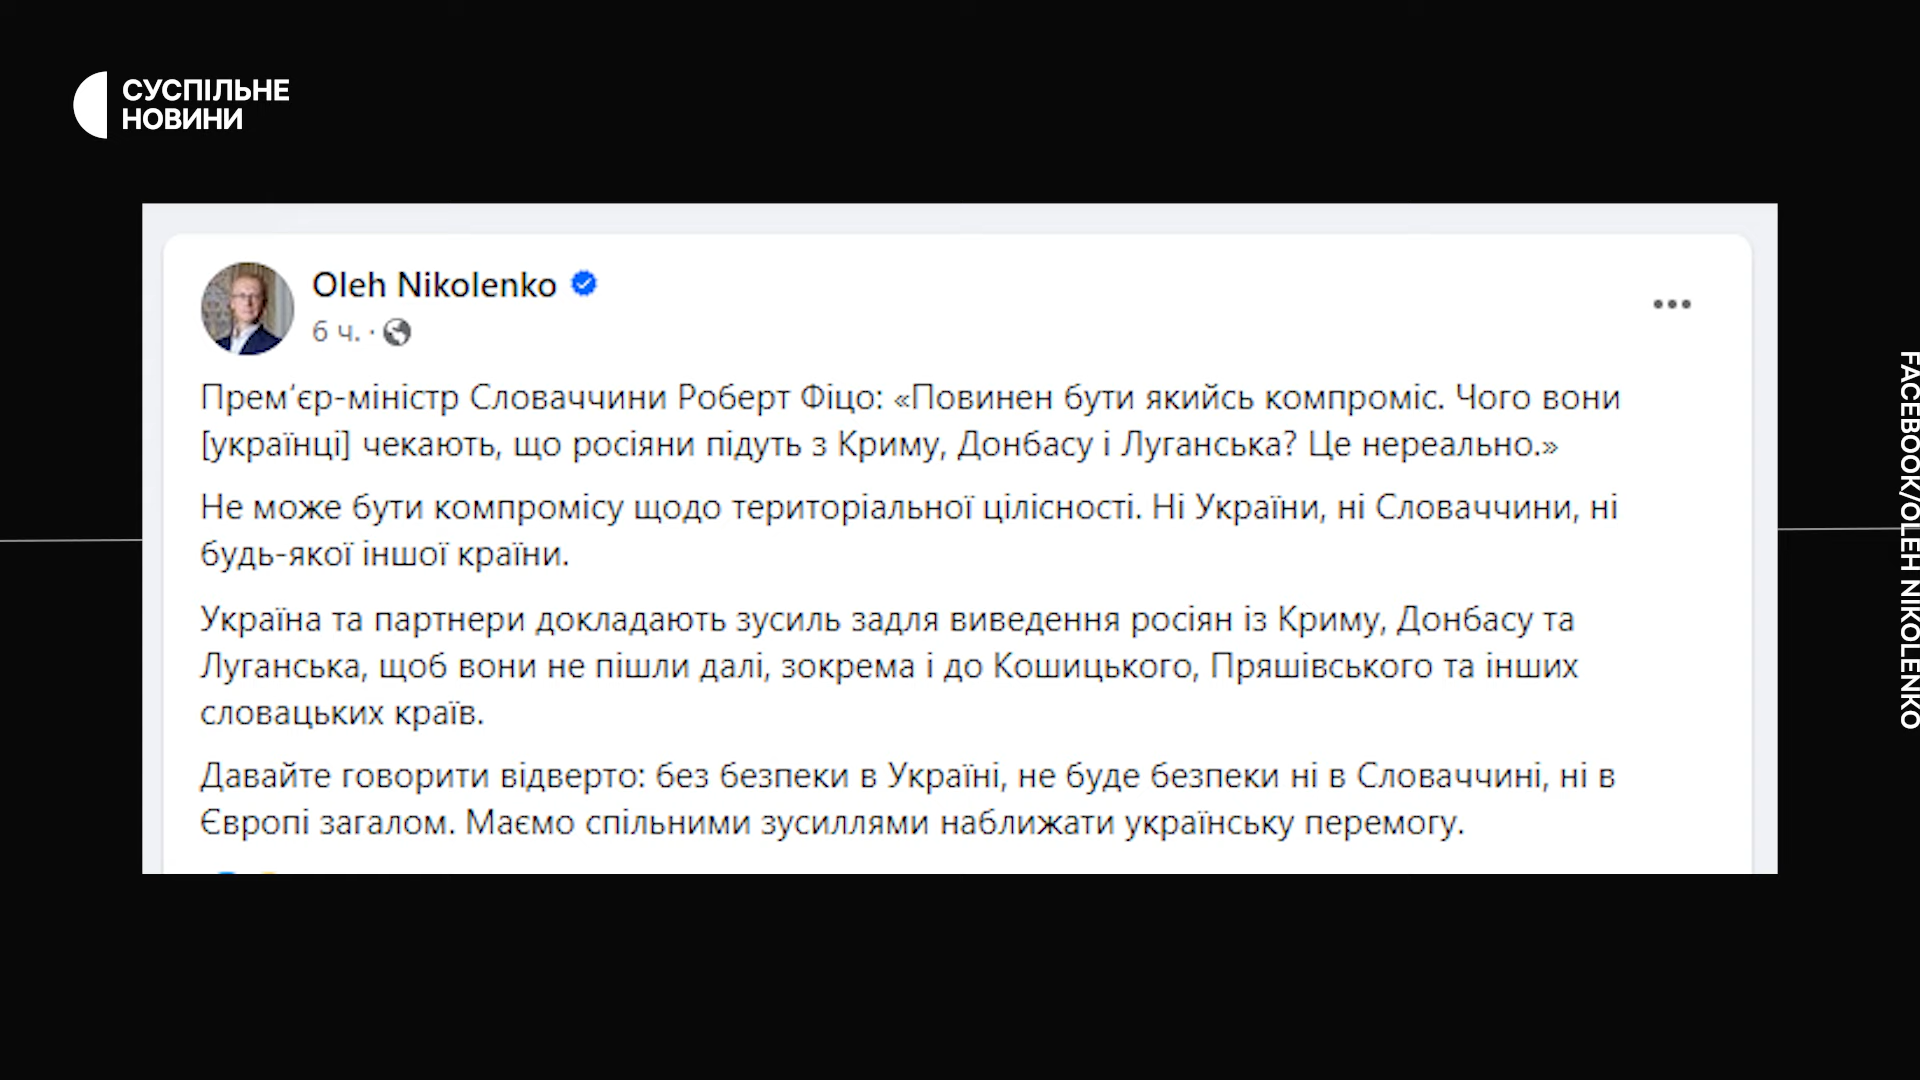 СУСПІЛЬНЕ
НОВИНИ
Oleh Nikolenko
6 ч. ·
Прем‘єр-міністр Словаччини Роберт Фіцо: «Повинен бути якийсь компроміс. Чого вони
[українці] чекають, що росіяни підуть з Криму, Донбасу і Луганська? Це нереально.»
Не може бути компромісу щодо територіальної цілісності. Ні України, ні Словаччини, ні
будь-якої іншої країни.
Україна та партнери докладають зусиль задля виведення росіян із Криму, Донбасу та
Луганська, щоб вони не пішли далі, зокрема і до Кошицького, Пряшівського та інших
словацьких країв.
Давайте говорити відверто: без безпеки в Україні, не буде безпеки ні в Словаччині, ні в
Європі загалом. Маємо спільними зусиллями наближати українську перемогу.
FACEBOOK/OLEH NIKOLENKO